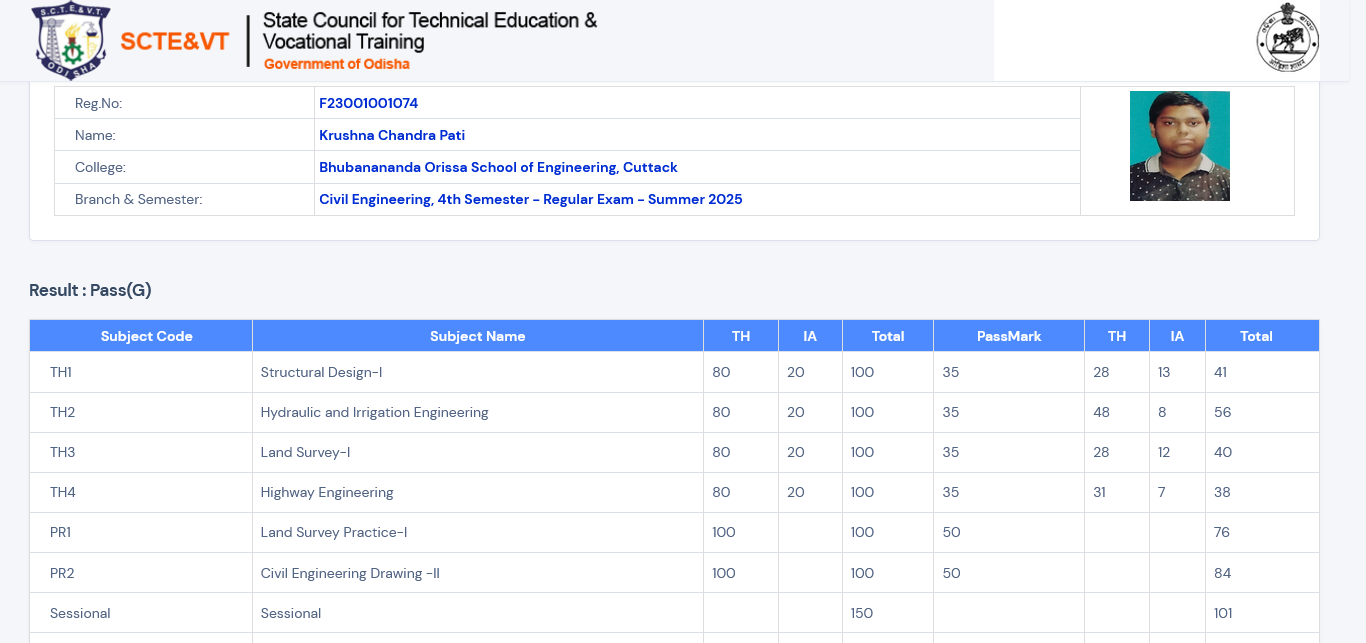 S.C.T.E.&V.T.
ODISHA
SCTE&VT
State Council for Technical Education &
Vocational Training
Government of Odisha
Reg.No: F23001001074
Name: Krushna Chandra Pati
College: Bhubanananda Orissa School of Engineering, Cuttack
Branch & Semester: Civil Engineering, 4th Semester - Regular Exam - Summer 2025
Result : Pass(G)
Subject Code Subject Name TH IA Total PassMark TH IA Total
TH1 Structural Design-I 80 20 100 35 28 13 41
TH2 Hydraulic and Irrigation Engineering 80 20 100 35 48 8 56
TH3 Land Survey-I 80 20 100 35 28 12 40
TH4 Highway Engineering 80 20 100 35 31 7 38
PR1 Land Survey Practice-I 100 100 50 76
PR2 Civil Engineering Drawing -II 100 100 50 84
Sessional Sessional 150 101